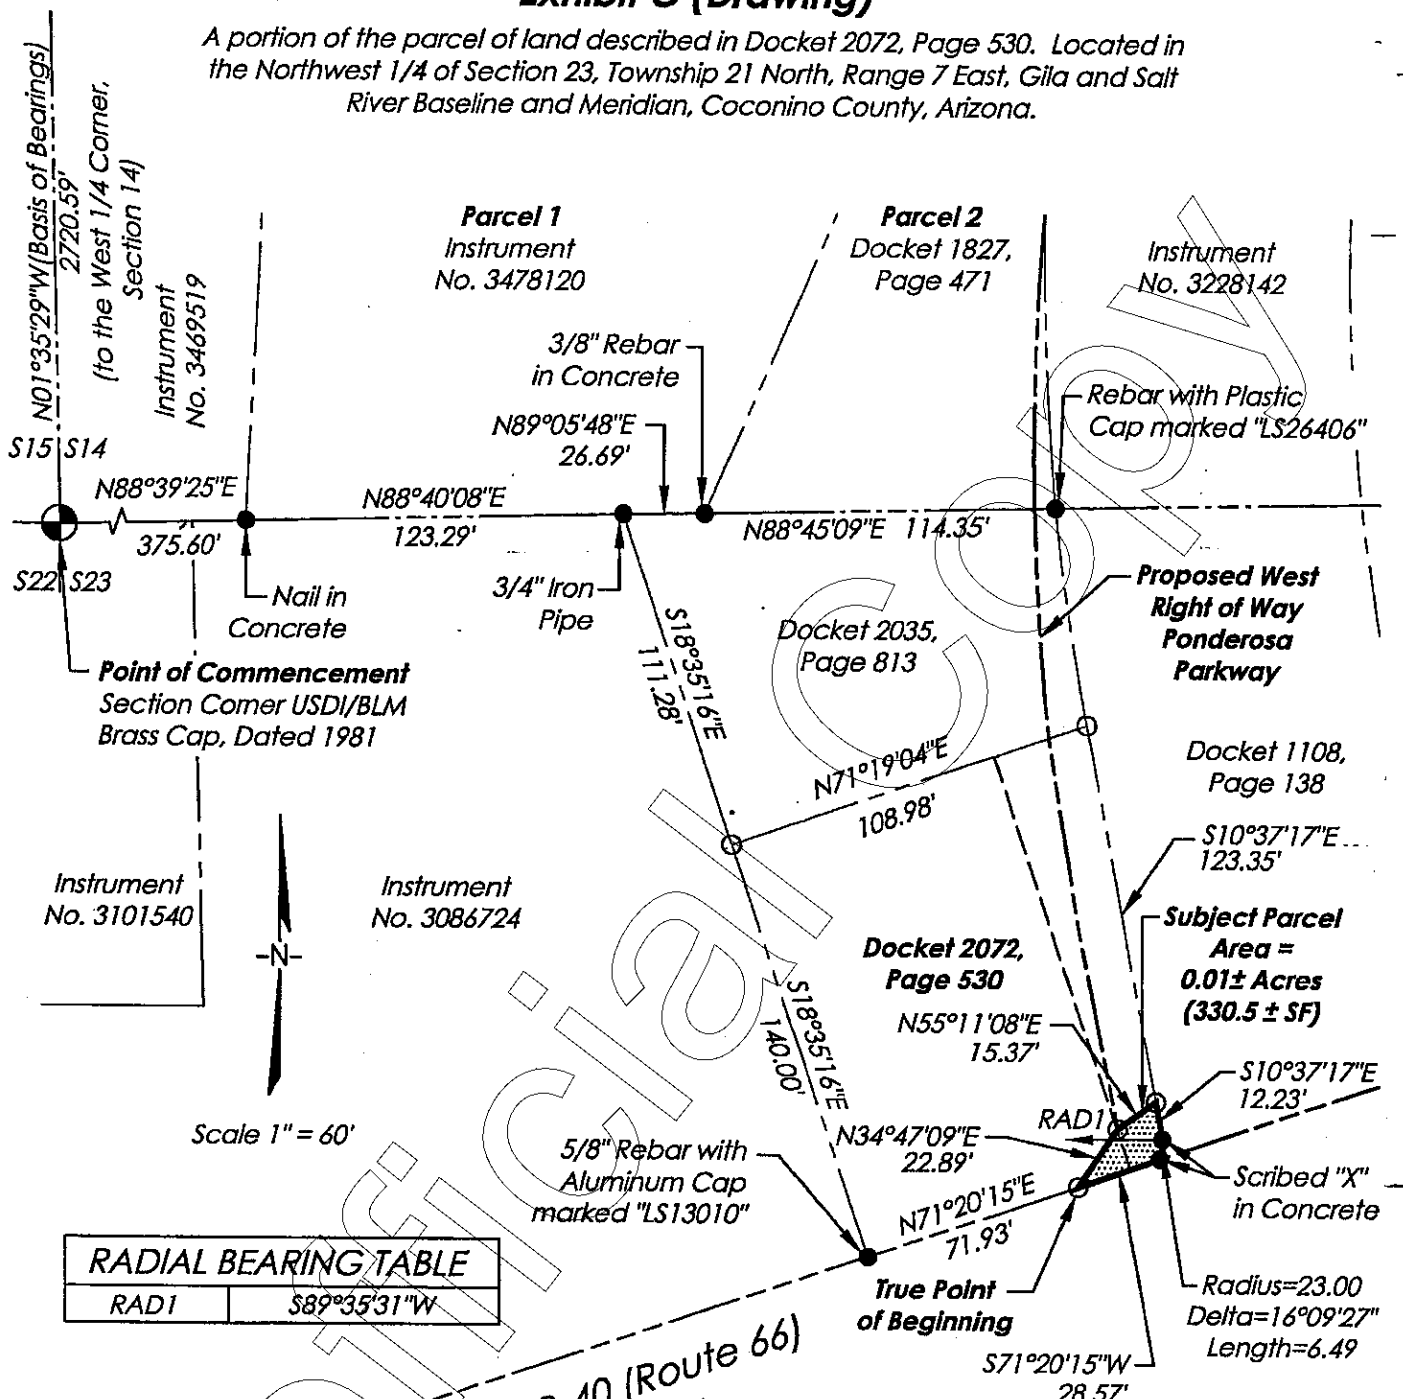 Exhibit C (Drawing)
A portion of the parcel of land described in Docket 2072, Page 530. Located in
the Northwest 1/4 of Section 23, Township 21 North, Range 7 East, Gila and Salt
River Baseline and Meridian, Coconino County, Arizona.
N01°35'29"W(Basis of Bearings)
2720.59'
(to the West 1/4 Corner,
Section 14)
Instrument
No. 3469519
Parcel 1
Instrument
No. 3478120
Parcel 2
Docket 1827,
Page 471
Instrument
No. 3228142
3/8" Rebar
in Concrete
N89°05'48"E
26.69'
Rebar with Plastic
Cap marked "LS26406"
S15 S14
N88°39'25"E
375.60'
N88°40'08"E
123.29'
N88°45'09"E 114.35'
S22 S23
Nail in
Concrete
3/4" Iron
Pipe
Point of Commencement
Section Corner USDI/BLM
Brass Cap, Dated 1981
S18°35'16"E
111.28'
Docket 2035,
Page 813
Proposed West
Right of Way
Ponderosa
Parkway
N71°19'04"E
108.98'
Docket 1108,
Page 138
S10°37'17"E
123.35'
Instrument
No. 3101540
Instrument
No. 3086724
-N-
Scale 1" = 60'
Docket 2072,
Page 530
Subject Parcel
Area =
0.01± Acres
(330.5 ± SF)
S18°35'16"E
140.00'
N55°11'08"E
15.37'
S10°37'17"E
12.23'
RAD1
N34°47'09"E
22.89'
5/8" Rebar with
Aluminum Cap
marked "LS13010"
N71°20'15"E
71.93'
Scribed "X"
in Concrete
True Point
of Beginning
Radius=23.00
Delta=16°09'27"
Length=6.49
S71°20'15"W
28.57'
RADIAL BEARING TABLE
RAD1 S89°35'31"W
40 (Route 66)
ficial Copy